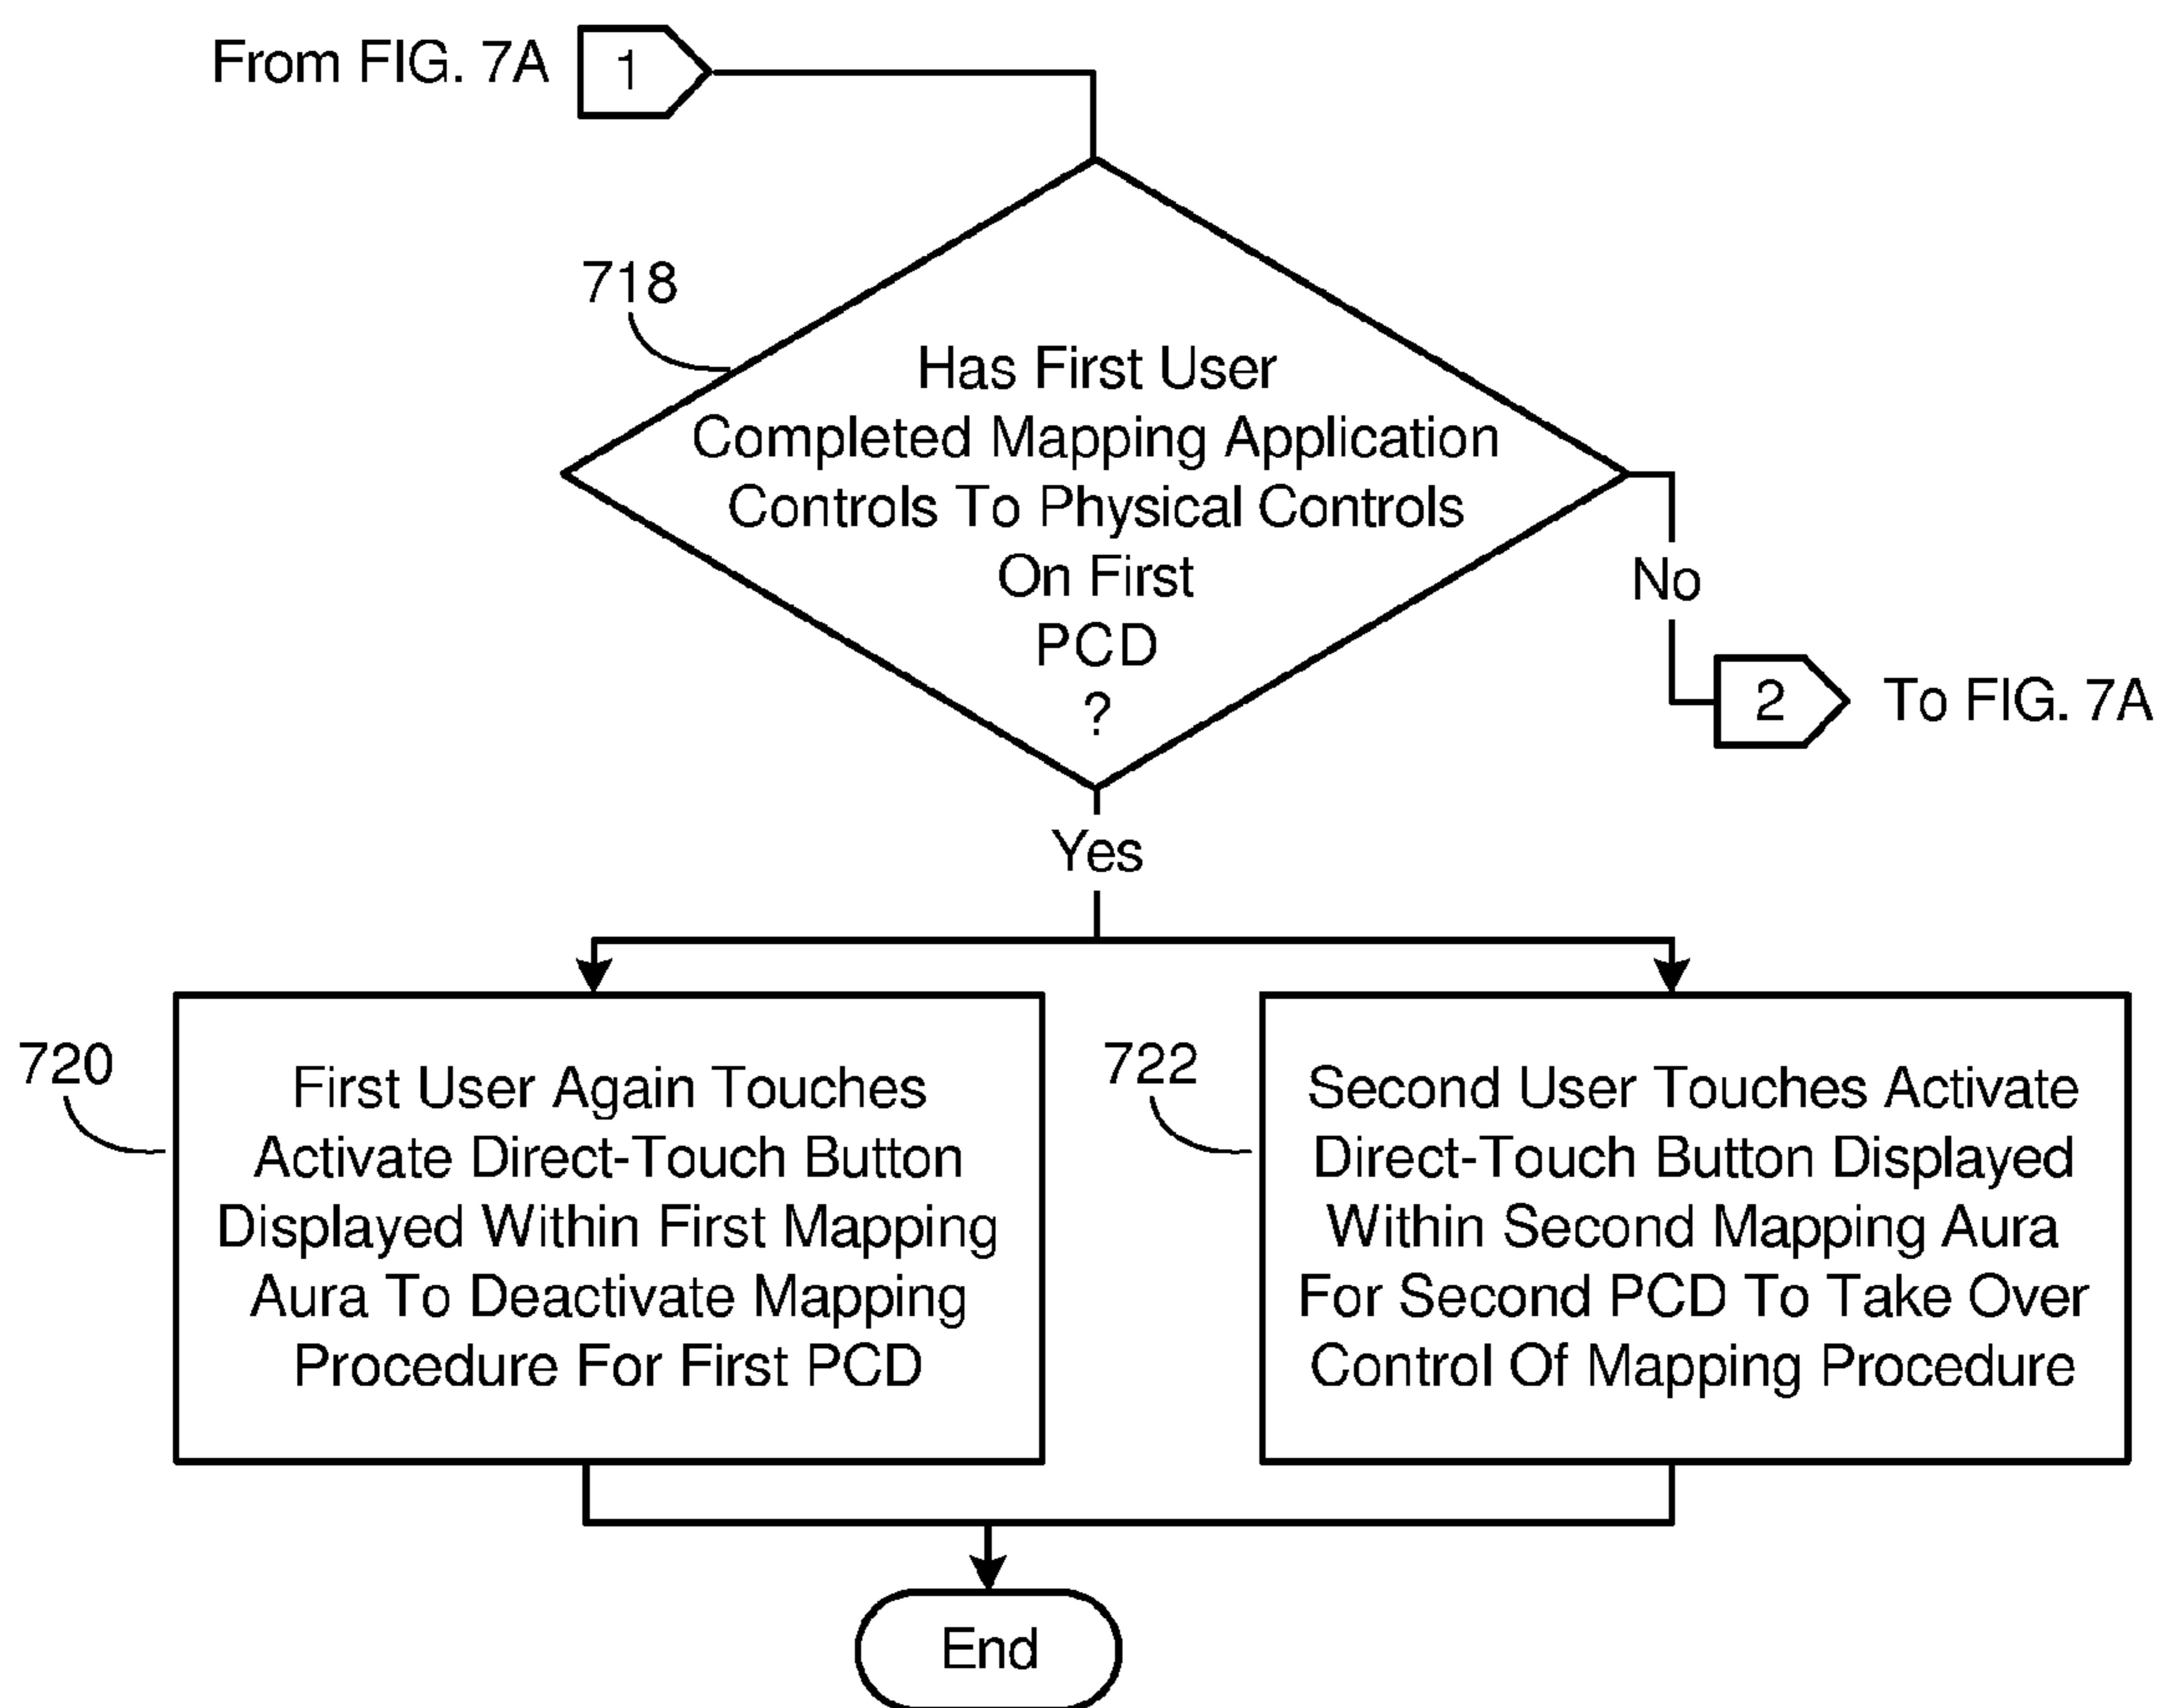 From FIG. 7A
1
718
Has First User
Completed Mapping Application
Controls To Physical Controls
On First
PCD
?
No
2
To FIG. 7A
Yes
720
First User Again Touches
Activate Direct-Touch Button
Displayed Within First Mapping
Aura To Deactivate Mapping
Procedure For First PCD
722
Second User Touches Activate
Direct-Touch Button Displayed
Within Second Mapping Aura
For Second PCD To Take Over
Control Of Mapping Procedure
End